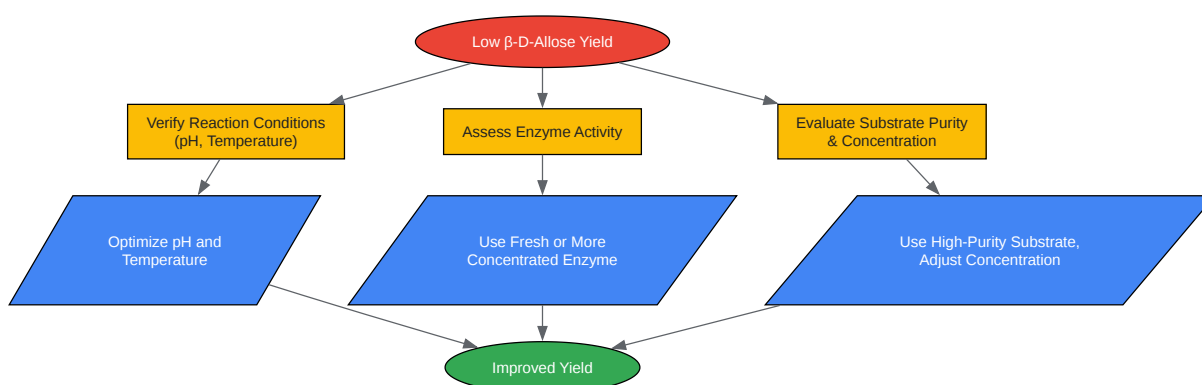 Low β-D-Allose Yield
Verify Reaction Conditions
(pH, Temperature)
Assess Enzyme Activity
Evaluate Substrate Purity
& Concentration
Optimize pH and
Temperature
Use Fresh or More
Concentrated Enzyme
Use High-Purity Substrate,
Adjust Concentration
Improved Yield